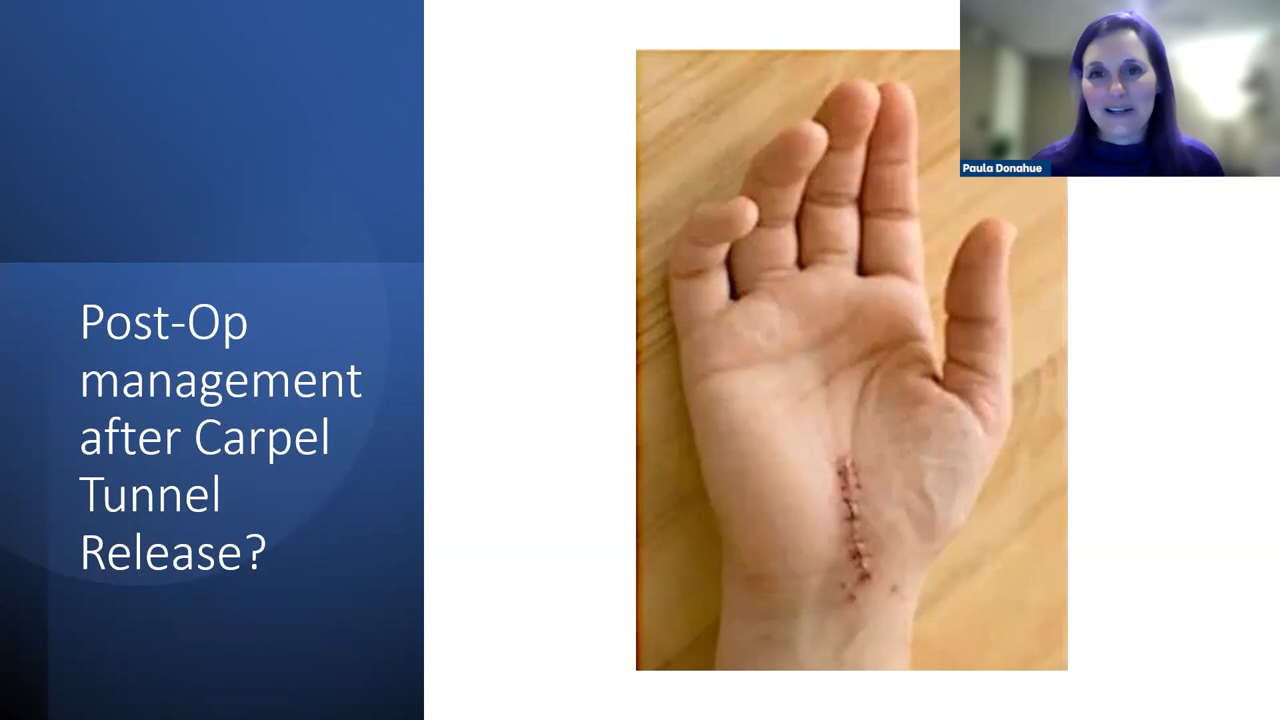 Post-Op
management
after Carpel
Tunnel
Release?
Paula Donahue